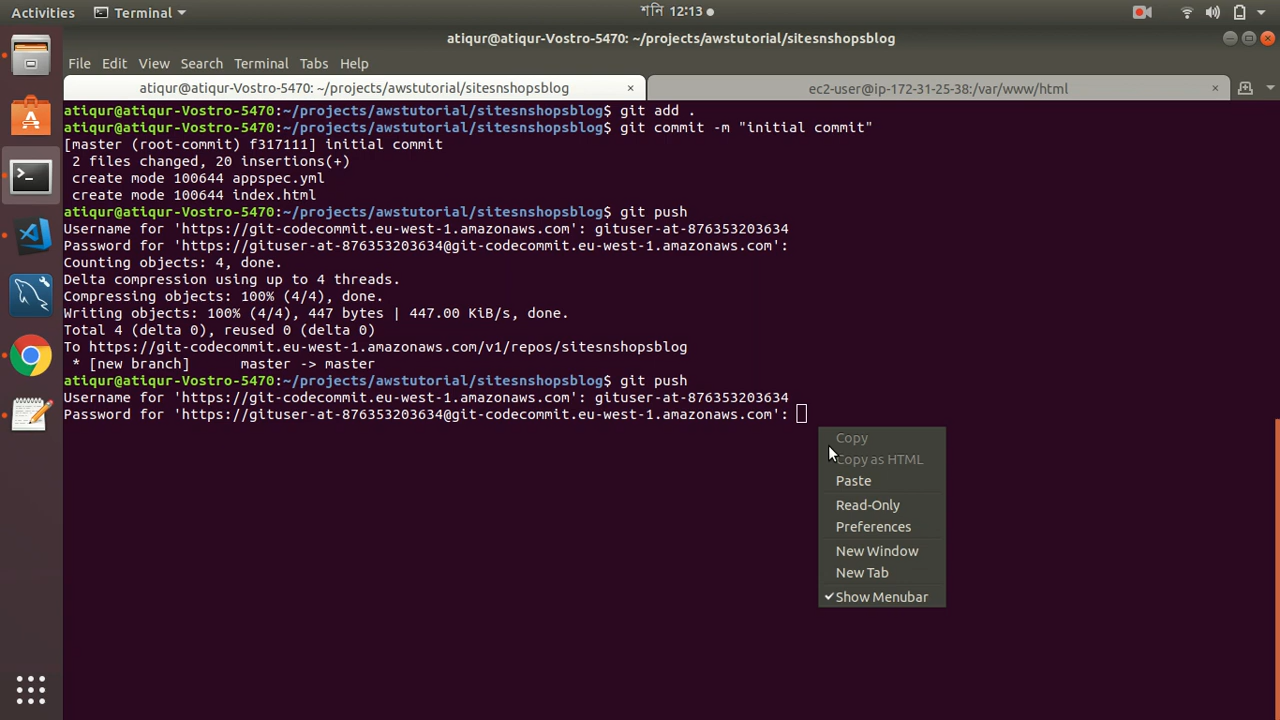 Activities
Terminal
শনি 12:13
atiqur@atiqur-Vostro-5470: ~/projects/awstutorial/sitesnshopsblog
File Edit View Search Terminal Tabs Help
atiqur@atiqur-Vostro-5470: ~/projects/awstutorial/sitesnshopsblog ×
ec2-user@ip-172-31-25-38:/var/www/html ×
atiqur@atiqur-Vostro-5470:~/projects/awstutorial/sitesnshopsblog$ git add .
atiqur@atiqur-Vostro-5470:~/projects/awstutorial/sitesnshopsblog$ git commit -m "initial commit"
[master (root-commit) f317111] initial commit
2 files changed, 20 insertions(+)
create mode 100644 appspec.yml
create mode 100644 index.html
atiqur@atiqur-Vostro-5470:~/projects/awstutorial/sitesnshopsblog$ git push
Username for 'https://git-codecommit.eu-west-1.amazonaws.com': gituser-at-876353203634
Password for 'https://gituser-at-876353203634@git-codecommit.eu-west-1.amazonaws.com':
Counting objects: 4, done.
Delta compression using up to 4 threads.
Compressing objects: 100% (4/4), done.
Writing objects: 100% (4/4), 447 bytes | 447.00 KiB/s, done.
Total 4 (delta 0), reused 0 (delta 0)
To https://git-codecommit.eu-west-1.amazonaws.com/v1/repos/sitesnshopsblog
* [new branch] master -> master
atiqur@atiqur-Vostro-5470:~/projects/awstutorial/sitesnshopsblog$ git push
Username for 'https://git-codecommit.eu-west-1.amazonaws.com': gituser-at-876353203634
Password for 'https://gituser-at-876353203634@git-codecommit.eu-west-1.amazonaws.com':
Copy
Copy as HTML
Paste
Read-Only
Preferences
New Window
New Tab
Show Menubar